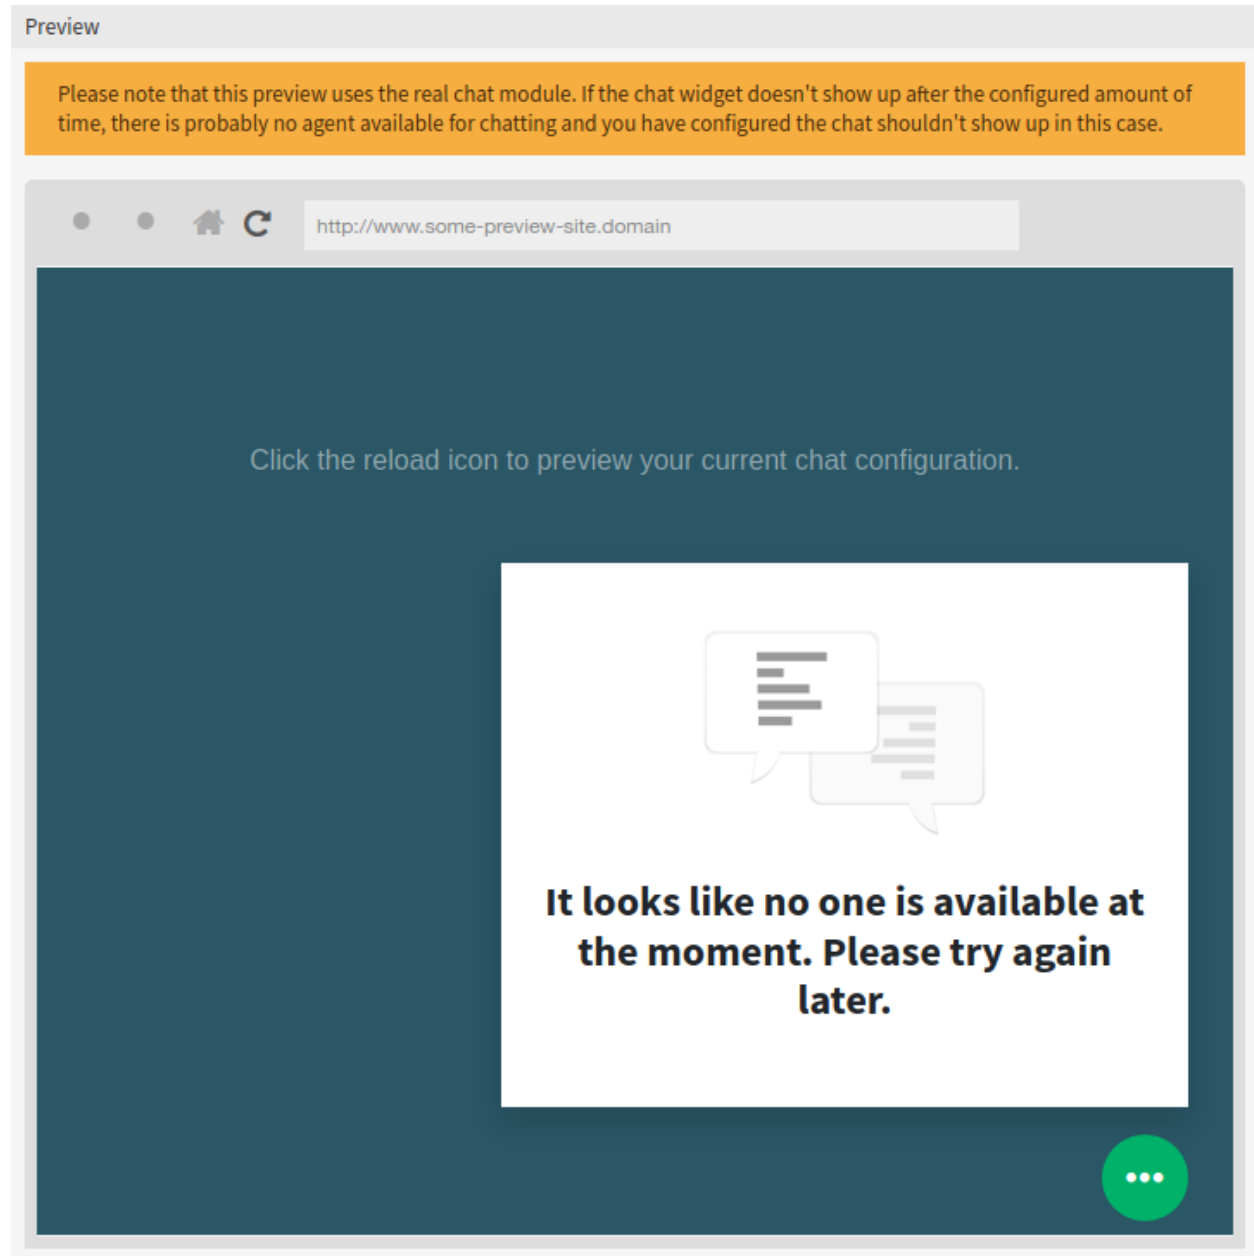 Preview
Please note that this preview uses the real chat module. If the chat widget doesn't show up after the configured amount of
time, there is probably no agent available for chatting and you have configured the chat shouldn't show up in this case.
http://www.some-preview-site.domain
Click the reload icon to preview your current chat configuration.
It looks like no one is available at
the moment. Please try again
later.